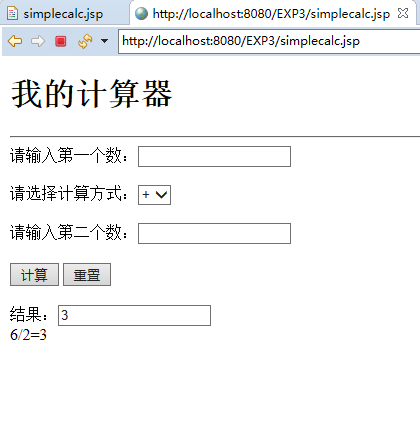 simplecalc.jsp
http://localhost:8080/EXP3/simplecalc.jsp
http://localhost:8080/EXP3/simplecalc.jsp
我的计算器
请输入第一个数：
请选择计算方式： +
请输入第二个数：
计算 重置
结果： 3
6/2=3